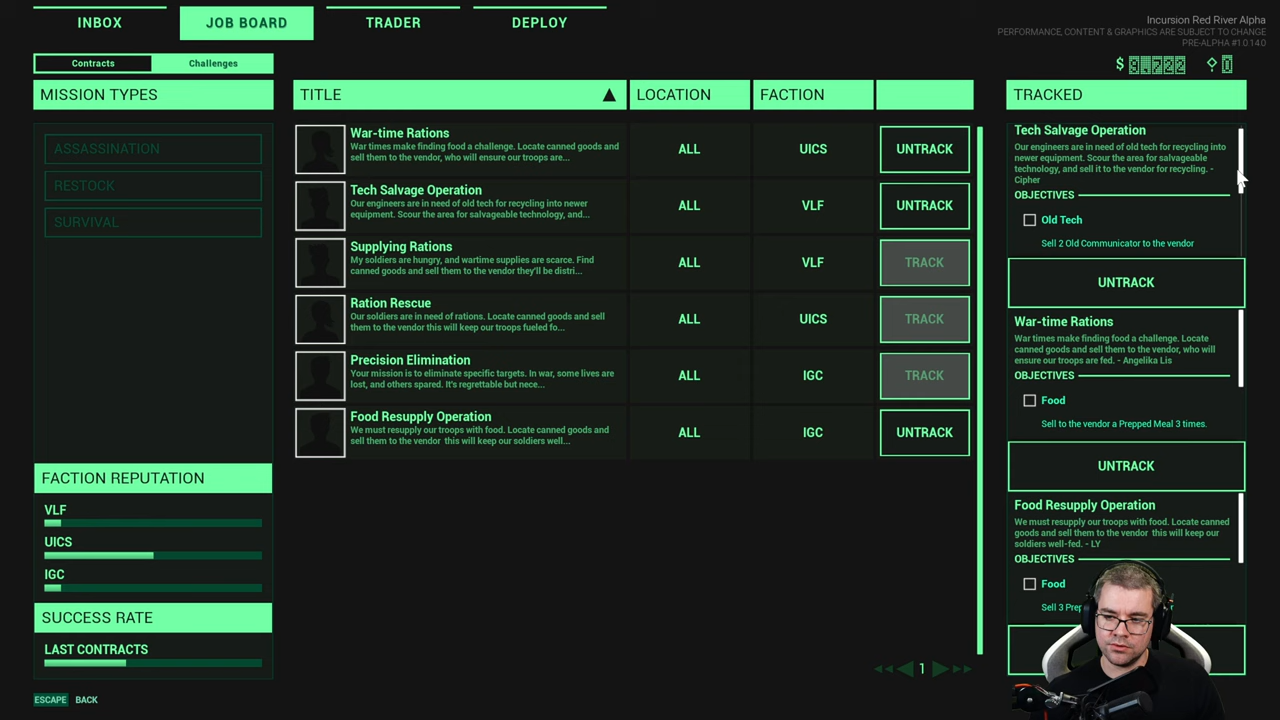 INBOX
JOB BOARD
TRADER
DEPLOY
Incursion Red River Alpha
PERFORMANCE, CONTENT & GRAPHICS ARE SUBJECT TO CHANGE
PRE-ALPHA #1.0.14.0
Contracts
Challenges
$
MISSION TYPES
ASSASSINATION
RESTOCK
SURVIVAL
FACTION REPUTATION
VLF
UICS
IGC
SUCCESS RATE
LAST CONTRACTS
ESCAPE BACK
TITLE
LOCATION
FACTION
War-time Rations
War times make finding food a challenge. Locate canned goods and
sell them to the vendor, who will ensure our troops are...
ALL
UICS
UNTRACK
Tech Salvage Operation
Our engineers are in need of old tech for recycling into newer
equipment. Scour the area for salvageable technology, and...
ALL
VLF
UNTRACK
Supplying Rations
My soldiers are hungry, and wartime supplies are scarce. Find
canned goods and sell them to the vendor they'll be distri...
ALL
VLF
TRACK
Ration Rescue
Our soldiers are in need of rations. Locate canned goods and sell
them to the vendor this will keep our troops fueled fo...
ALL
UICS
TRACK
Precision Elimination
Your mission is to eliminate specific targets. In war, some lives are
lost, and others spared. It's regrettable but nece...
ALL
IGC
TRACK
Food Resupply Operation
We must resupply our troops with food. Locate canned goods and
sell them to the vendor this will keep our soldiers well...
ALL
IGC
UNTRACK
1
TRACKED
Tech Salvage Operation
Our engineers are in need of old tech for recycling into
newer equipment. Scour the area for salvageable
technology, and sell it to the vendor for recycling. -
Cipher
OBJECTIVES
Old Tech
Sell 2 Old Communicator to the vendor
UNTRACK
War-time Rations
War times make finding food a challenge. Locate
canned goods and sell them to the vendor, who will
ensure our troops are fed. - Angelika Lis
OBJECTIVES
Food
Sell to the vendor a Prepped Meal 3 times.
UNTRACK
Food Resupply Operation
We must resupply our troops with food. Locate canned
goods and sell them to the vendor this will keep our
soldiers well-fed. - LY
OBJECTIVES
Food
Sell 3